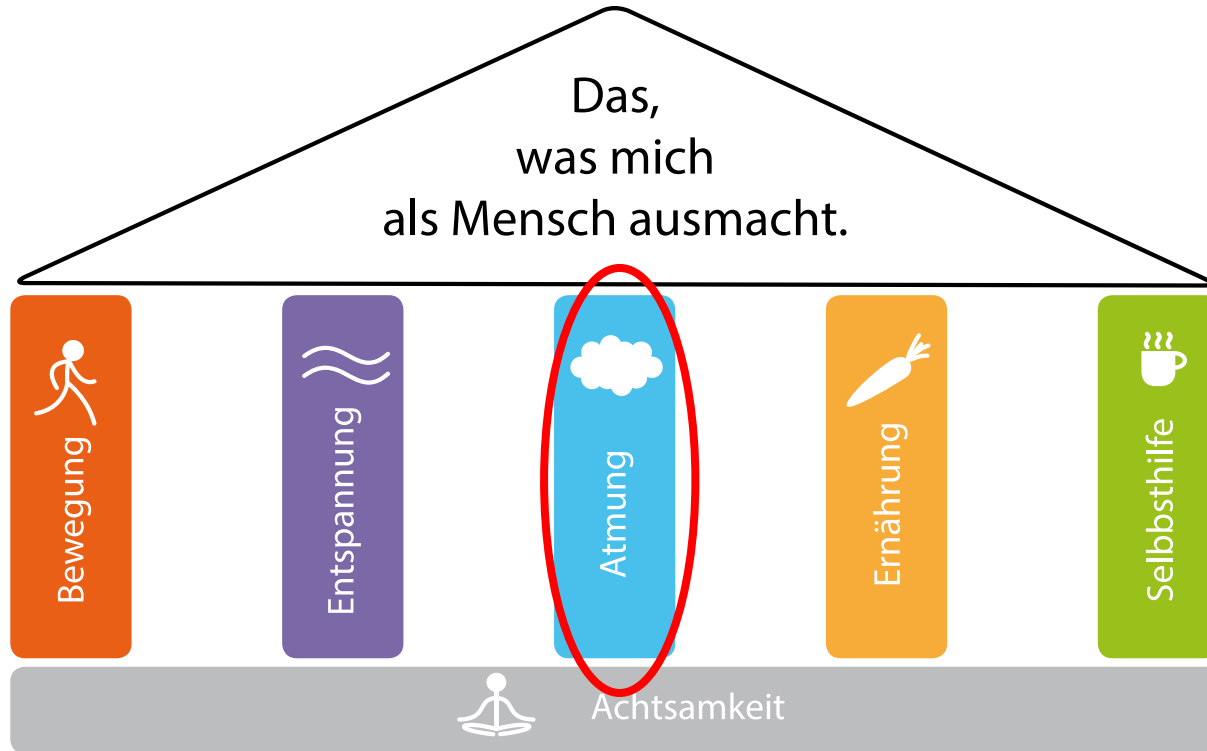 Das,
was mich
als Mensch ausmacht.
Bewegung
Entspannung
Atmung
Ernährung
Selbbsthilfe
Achtsamkeit